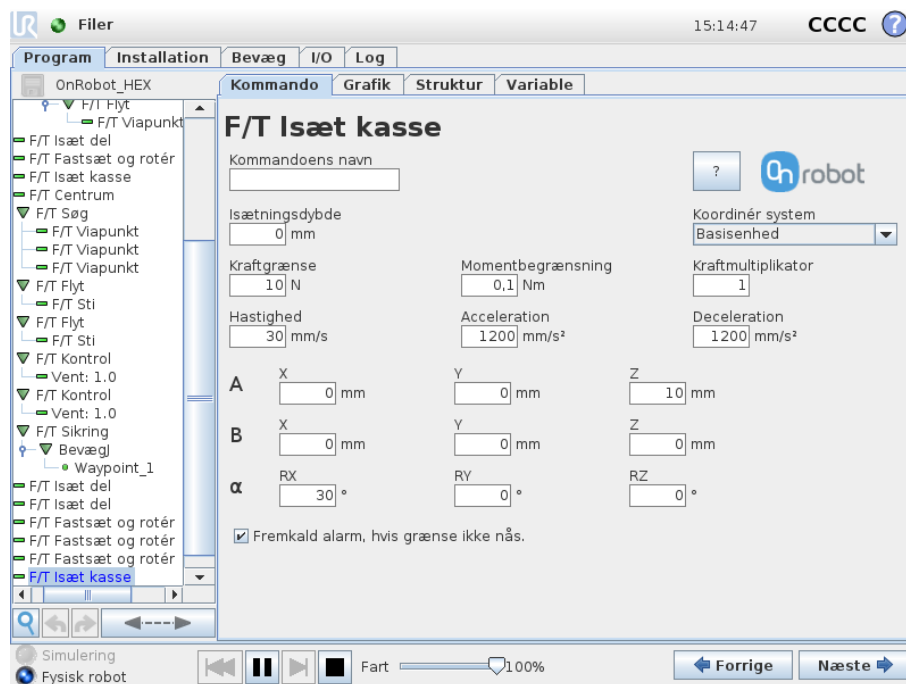 Filer
15:14:47
CCCC
?
Program Installation Bevæg I/O Log
OnRobot_HEX
F/T Flyt
F/T Viapunkt
F/T Isæt del
F/T Fastsæt og rotér
F/T Isæt kasse
F/T Centrum
F/T Søg
F/T Viapunkt
F/T Viapunkt
F/T Viapunkt
F/T Flyt
F/T Sti
F/T Flyt
F/T Sti
F/T Kontrol
Vent: 1.0
F/T Kontrol
Vent: 1.0
F/T Sikring
BevægJ
Waypoint_1
F/T Isæt del
F/T Isæt del
F/T Fastsæt og rotér
F/T Fastsæt og rotér
F/T Fastsæt og rotér
F/T Isæt kasse
Kommando Grafik Struktur Variable
F/T Isæt kasse
Kommandoens navn
?
On robot
Isætningsdybde
0 mm
Koordinér system
Basisenhed
Kraftgrænse Momentbegrænsning Kraftmultiplikator
10 N 0,1 Nm 1
Hastighed Acceleration Deceleration
30 mm/s 1200 mm/s² 1200 mm/s²
X Y Z
A 0 mm 0 mm 10 mm
X Y Z
B 0 mm 0 mm 0 mm
RX RY RZ
α 30 ° 0 ° 0 °
Fremkald alarm, hvis grænse ikke nås.
Simulering
Fysisk robot
Fart 100%
Forrige Næste